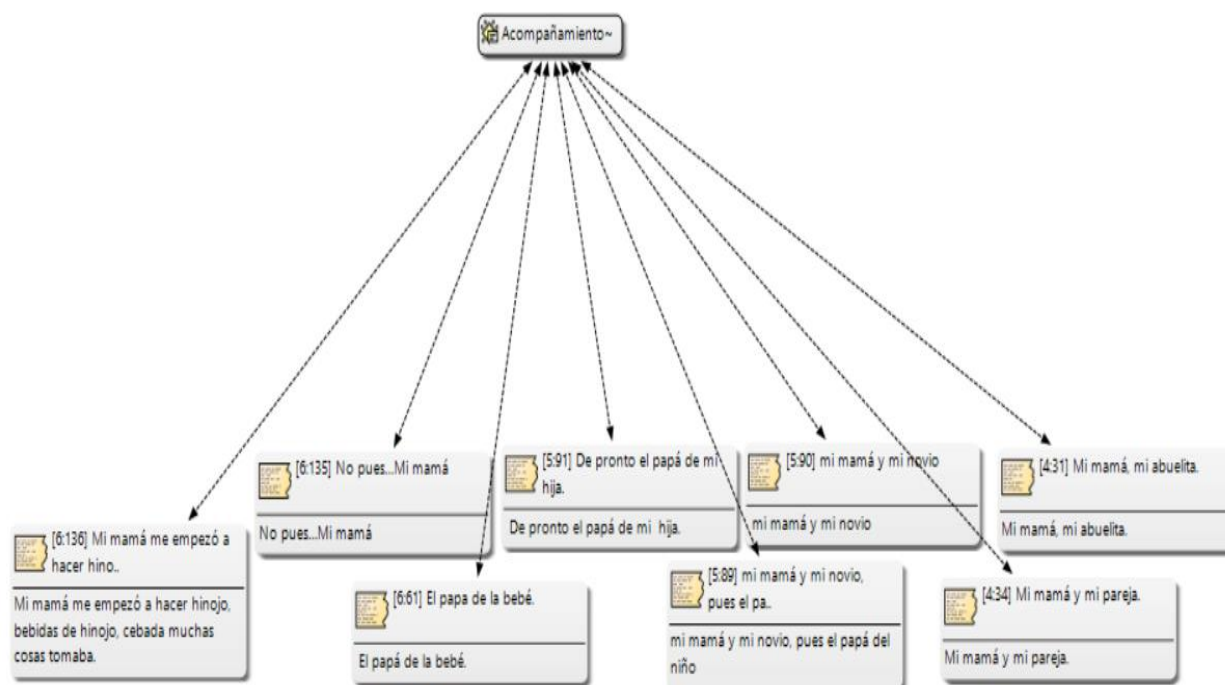 Acompañamiento~
[6:135] No pues...Mi mamá
No pues...Mi mamá
[5:91] De pronto el papá de mi
hija.
De pronto el papá de mi hija.
[5:90] mi mamá y mi novio
mi mamá y mi novio
[4:31] Mi mamá, mi abuelita.
Mi mamá, mi abuelita.
[6:136] Mi mamá me empezó a
hacer hino..
Mi mamá me empezó a hacer hinojo,
bebidas de hinojo, cebada muchas
cosas tomaba.
[6:61] El papa de la bebé.
El papá de la bebé.
[5:89] mi mamá y mi novio,
pues el pa..
mi mamá y mi novio, pues el papá del
niño
[4:34] Mi mamá y mi pareja.
Mi mamá y mi pareja.